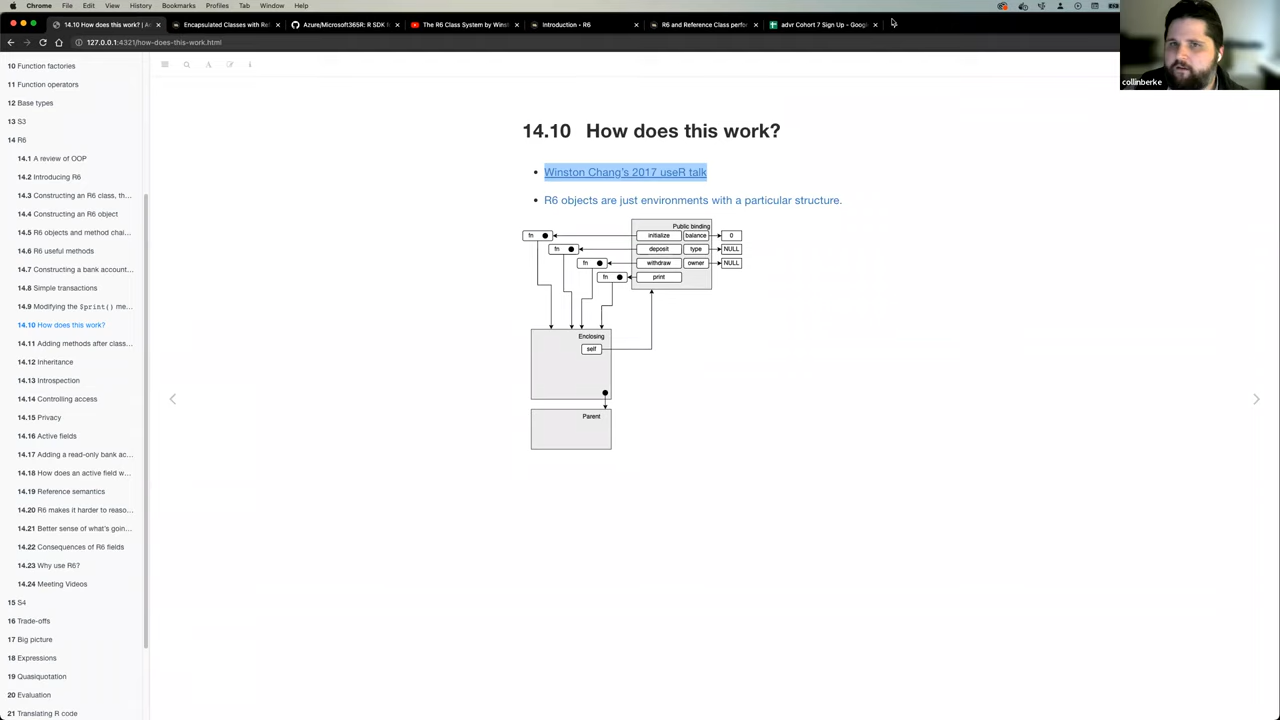 Chrome File Edit View History Bookmarks Profiles Tab Window Help
14.10 How does this work? | A
Encapsulated Classes with Ref
Azure/Microsoft365R: R SDK f
The R6 Class System by Winst
Introduction • R6
R6 and Reference Class perfo
advr Cohort 7 Sign Up - Goog
127.0.0.1:4321/how-does-this-work.html
collinberke
10 Function factories
11 Function operators
12 Base types
13 S3
14 R6
14.1 A review of OOP
14.2 Introducing R6
14.3 Constructing an R6 class, th…
14.4 Constructing an R6 object
14.5 R6 objects and method chai…
14.6 R6 useful methods
14.7 Constructing a bank account…
14.8 Simple transactions
14.9 Modifying the $print() me…
14.10 How does this work?
14.11 Adding methods after class…
14.12 Inheritance
14.13 Introspection
14.14 Controlling access
14.15 Privacy
14.16 Active fields
14.17 Adding a read-only bank ac…
14.18 How does an active field w…
14.19 Reference semantics
14.20 R6 makes it harder to reaso…
14.21 Better sense of what's goin…
14.22 Consequences of R6 fields
14.23 Why use R6?
14.24 Meeting Videos
15 S4
16 Trade-offs
17 Big picture
18 Expressions
19 Quasiquotation
20 Evaluation
21 Translating R code
14.10 How does this work?
• Winston Chang's 2017 useR talk
• R6 objects are just environments with a particular structure.
Public binding
fn initialize balance 0
fn deposit type NULL
fn withdraw owner NULL
fn print
Enclosing
self
Parent